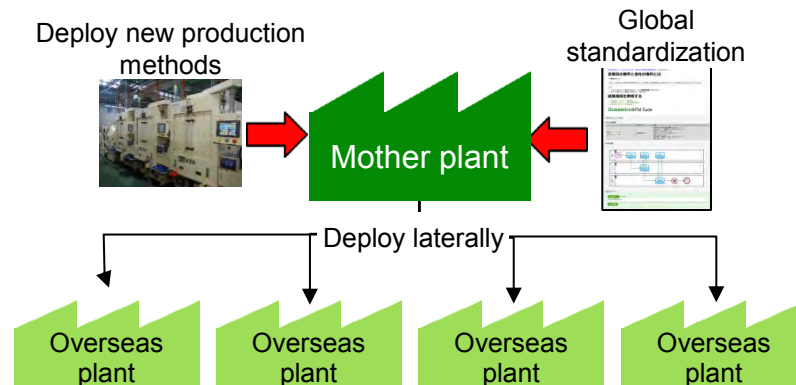 Deploy new production
methods
Global
standardization
Mother plant
Deploy laterally
Overseas
plant
Overseas
plant
Overseas
plant
Overseas
plant